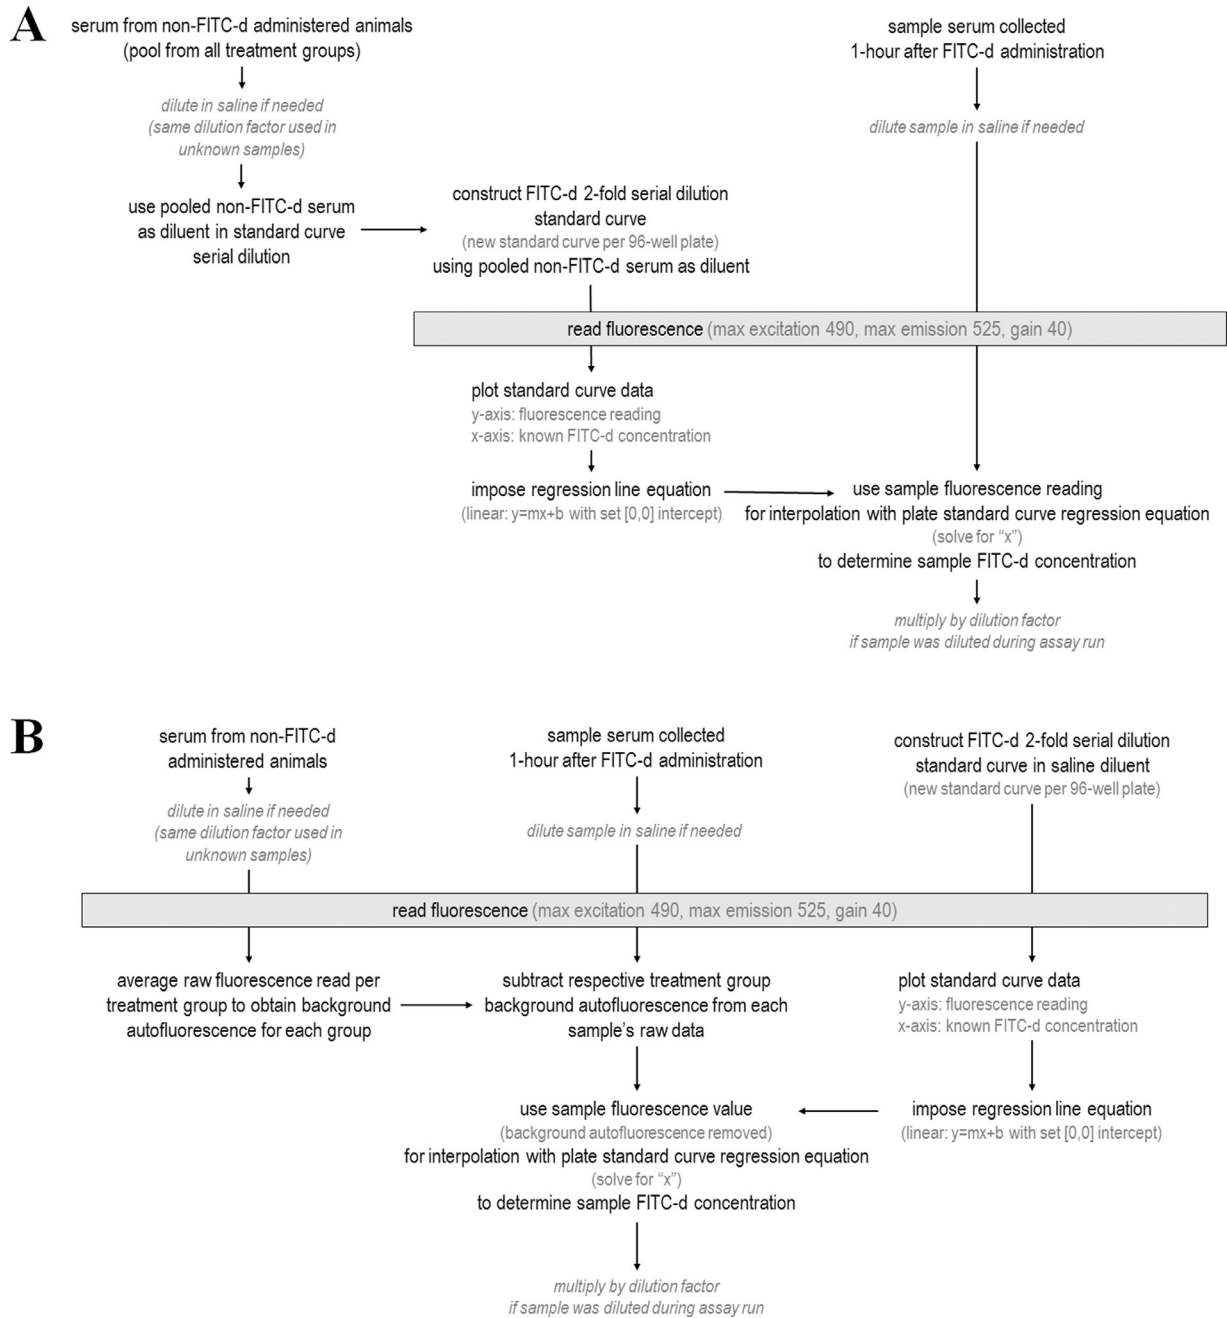 A
serum from non-FITC-d administered animals
(pool from all treatment groups)
dilute in saline if needed
(same dilution factor used in
unknown samples)
use pooled non-FITC-d serum
as diluent in standard curve
serial dilution
construct FITC-d 2-fold serial dilution
standard curve
(new standard curve per 96-well plate)
using pooled non-FITC-d serum as diluent
sample serum collected
1-hour after FITC-d administration
dilute sample in saline if needed
read fluorescence (max excitation 490, max emission 525, gain 40)
plot standard curve data
y-axis: fluorescence reading
x-axis: known FITC-d concentration
impose regression line equation
(linear: y=mx+b with set [0,0] intercept)
use sample fluorescence reading
for interpolation with plate standard curve regression equation
(solve for “x”)
to determine sample FITC-d concentration
multiply by dilution factor
if sample was diluted during assay run
B
serum from non-FITC-d
administered animals
dilute in saline if needed
(same dilution factor used in
unknown samples)
sample serum collected
1-hour after FITC-d administration
dilute sample in saline if needed
construct FITC-d 2-fold serial dilution
standard curve in saline diluent
(new standard curve per 96-well plate)
read fluorescence (max excitation 490, max emission 525, gain 40)
average raw fluorescence read per
treatment group to obtain background
autofluorescence for each group
subtract respective treatment group
background autofluorescence from each
sample’s raw data
plot standard curve data
y-axis: fluorescence reading
x-axis: known FITC-d concentration
impose regression line equation
(linear: y=mx+b with set [0,0] intercept)
use sample fluorescence value
(background autofluorescence removed)
for interpolation with plate standard curve regression equation
(solve for “x”)
to determine sample FITC-d concentration
multiply by dilution factor
if sample was diluted during assay run